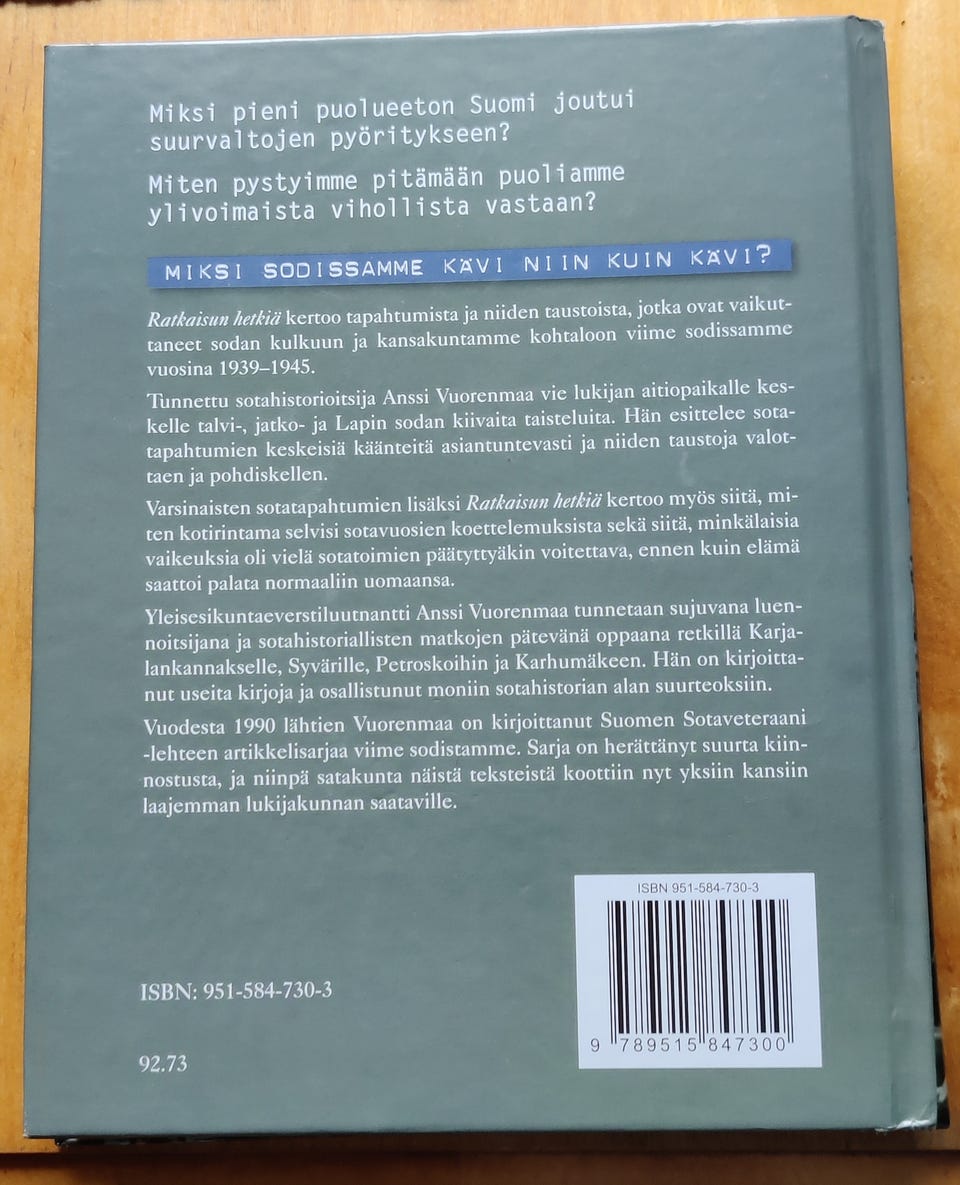 Miksi pieni puolueeton Suomi joutui
suurvaltojen pyöritykseen?
Miten pystyimme pitämään puoliamme
ylivoimaista vihollista vastaan?
MIKSI SODISSAMME KÄVI NIIN KUIN KÄVI?
Ratkaisun hetkiä kertoo tapahtumista ja niiden taustoista, jotka ovat vaikut-
taneet sodan kulkuun ja kansakuntamme kohtaloon viime sodissamme
vuosina 1939–1945.
Tunnettu sotahistorioitsija Anssi Vuorenmaa vie lukijan aitiopaikalle kes-
kelle talvi-, jatko- ja Lapin sodan kiivaita taisteluita. Hän esittelee sota-
tapahtumien keskeisiä käänteitä asiantuntevasti ja niiden taustoja valot-
taen ja pohdiskellen.
Varsinaisten sotatapahtumien lisäksi Ratkaisun hetkiä kertoo myös siitä, mi-
ten kotirintama selvisi sotavuosien koettelemuksista sekä siitä, minkälaisia
vaikeuksia oli vielä sotatoimien päätyttyäkin voitettava, ennen kuin elämä
saattoi palata normaaliin uomaansa.
Yleisesikuntaeverstiluutnantti Anssi Vuorenmaa tunnetaan sujuvana luen-
noitsijana ja sotahistoriallisten matkojen pätevänä oppaana retkillä Karja-
lankannakselle, Syvärille, Petroskoihin ja Karhumäkeen. Hän on kirjoitta-
nut useita kirjoja ja osallistunut moniin sotahistorian alan suurteoksiin.
Vuodesta 1990 lähtien Vuorenmaa on kirjoittanut Suomen Sotaveteraani
-lehteen artikkelisarjaa viime sodistamme. Sarja on herättänyt suurta kiin-
nostusta, ja niinpä satakunta näistä teksteistä koottiin nyt yksiin kansiin
laajemman lukijakunnan saataville.
ISBN 951-584-730-3
9 789515 847300
ISBN: 951-584-730-3
92.73